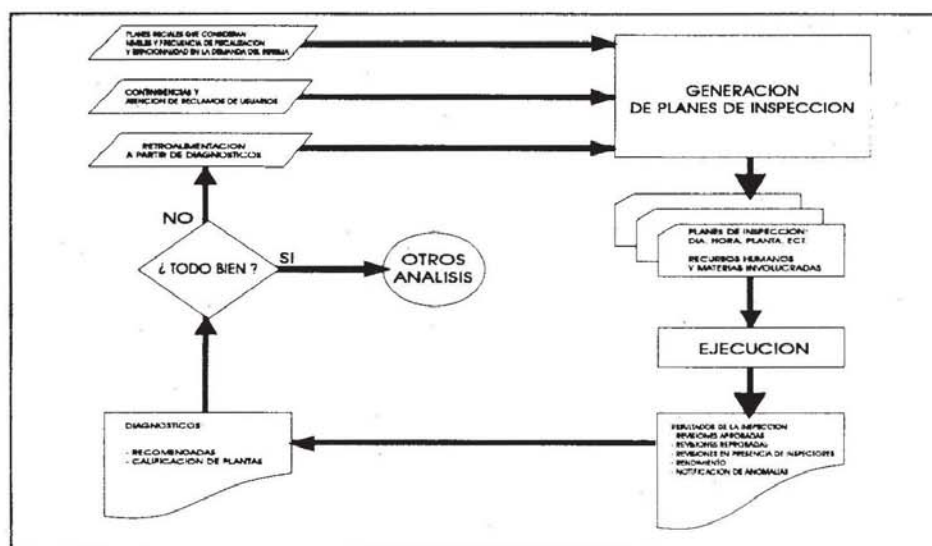 PLANES INICIALES QUE CONSIDERAN
NIVELES Y FRECUENCIA DE FISCALIZACION
Y ESTACIONALIDAD EN LA DEMANDA DEL SISTEMA
CONTINGENCIAS Y
ATENCION DE RECLAMOS DE USUARIOS
RETROALIMENTACION
A PARTIR DE DIAGNOSTICOS
GENERACION
DE PLANES DE INSPECCION
PLANES DE INSPECCION:
DIA, HORA, PLANTA, ECT.
RECURSOS HUMANOS
Y MATERIAS INVOLUCRADAS
NO
¿ TODO BIEN ?
SI
OTROS
ANALISIS
EJECUCION
DIAGNOSTICOS
- RECOMENDADAS
- CALIFICACION DE PLANTAS
RESULTADOS DE LA INSPECCION
- REVISIONES APROBADAS
- REVISIONES REPROBADAS
- REVISIONES EN PRESENCIA DE INSPECTORES
- RENDIMIENTO
- NOTIFICACION DE ANOMALIAS